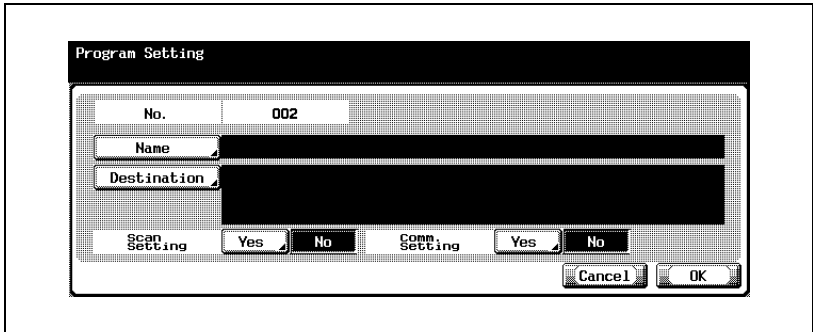 Program Setting
No. 002
Name
Destination
Scan Setting Yes No Comm. Setting Yes No
Cancel OK